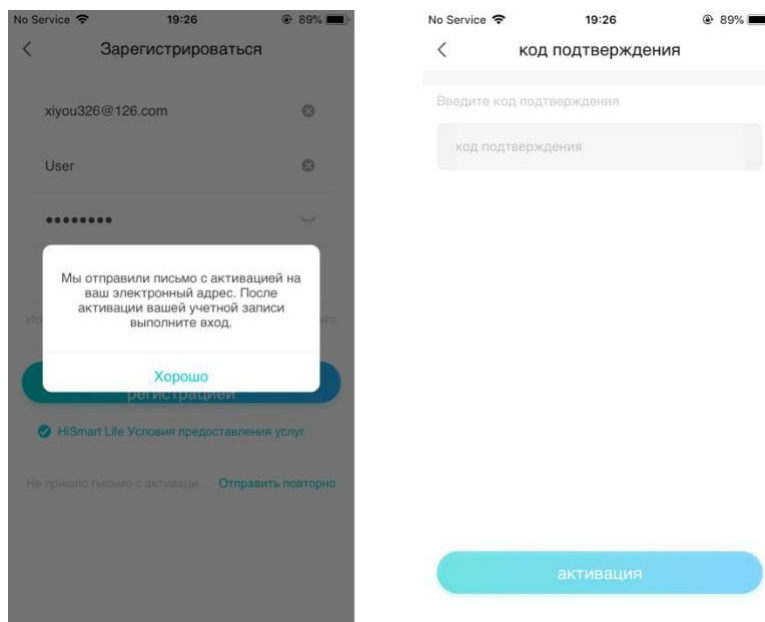 No Service 19:26 89%
Зарегистрироваться
xiyou326@126.com
User
Мы отправили письмо с активацией на
ваш электронный адрес. После
активации вашей учетной записи
выполните вход.
Хорошо
регистрацией
HiSmart Life Условия предоставления услуг
Не пришло письмо с активаци... Отправить повторно
No Service 19:26 89%
код подтверждения
Введите код подтверждения
код подтверждения
активация